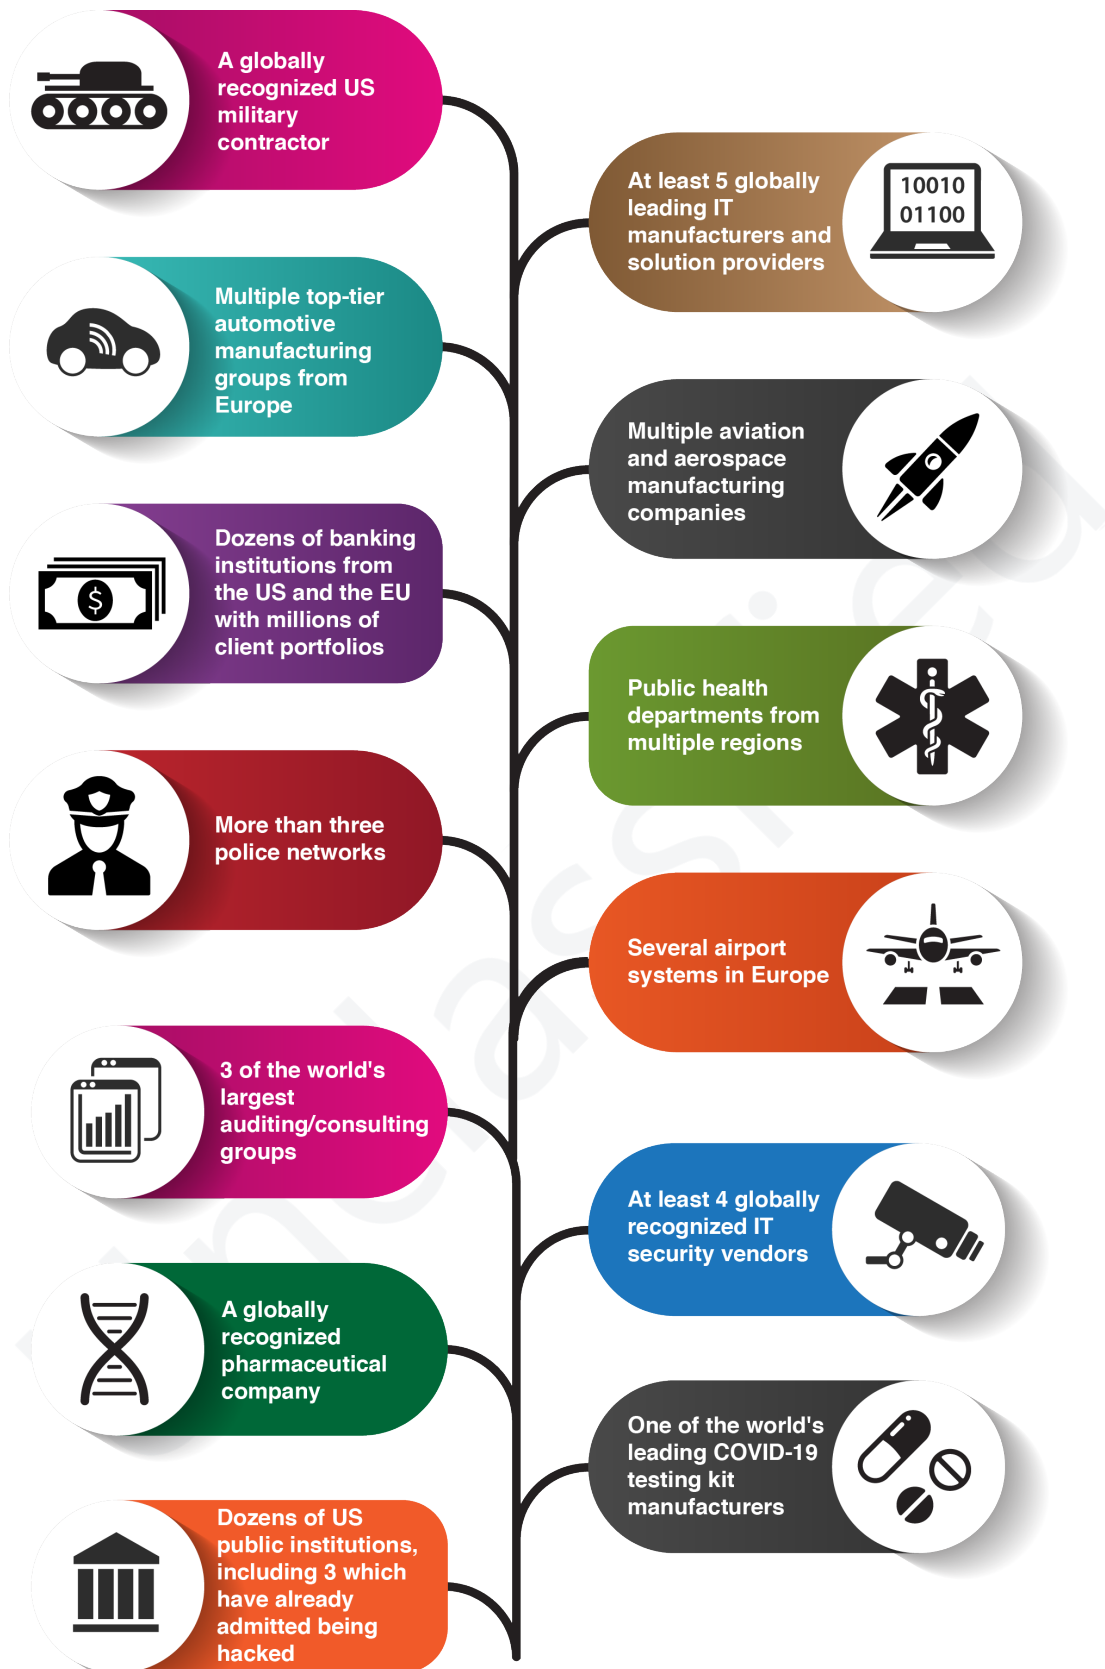 A globally
recognized US
military
contractor
At least 5 globally
leading IT
manufacturers and
solution providers
10010
01100
Multiple top-tier
automotive
manufacturing
groups from
Europe
Multiple aviation
and aerospace
manufacturing
companies
Dozens of banking
institutions from
the US and the EU
with millions of
client portfolios
$
Public health
departments from
multiple regions
More than three
police networks
Several airport
systems in Europe
3 of the world's
largest
auditing/consulting
groups
At least 4 globally
recognized IT
security vendors
A globally
recognized
pharmaceutical
company
One of the world's
leading COVID-19
testing kit
manufacturers
Dozens of US
public institutions,
including 3 which
have already
admitted being
hacked